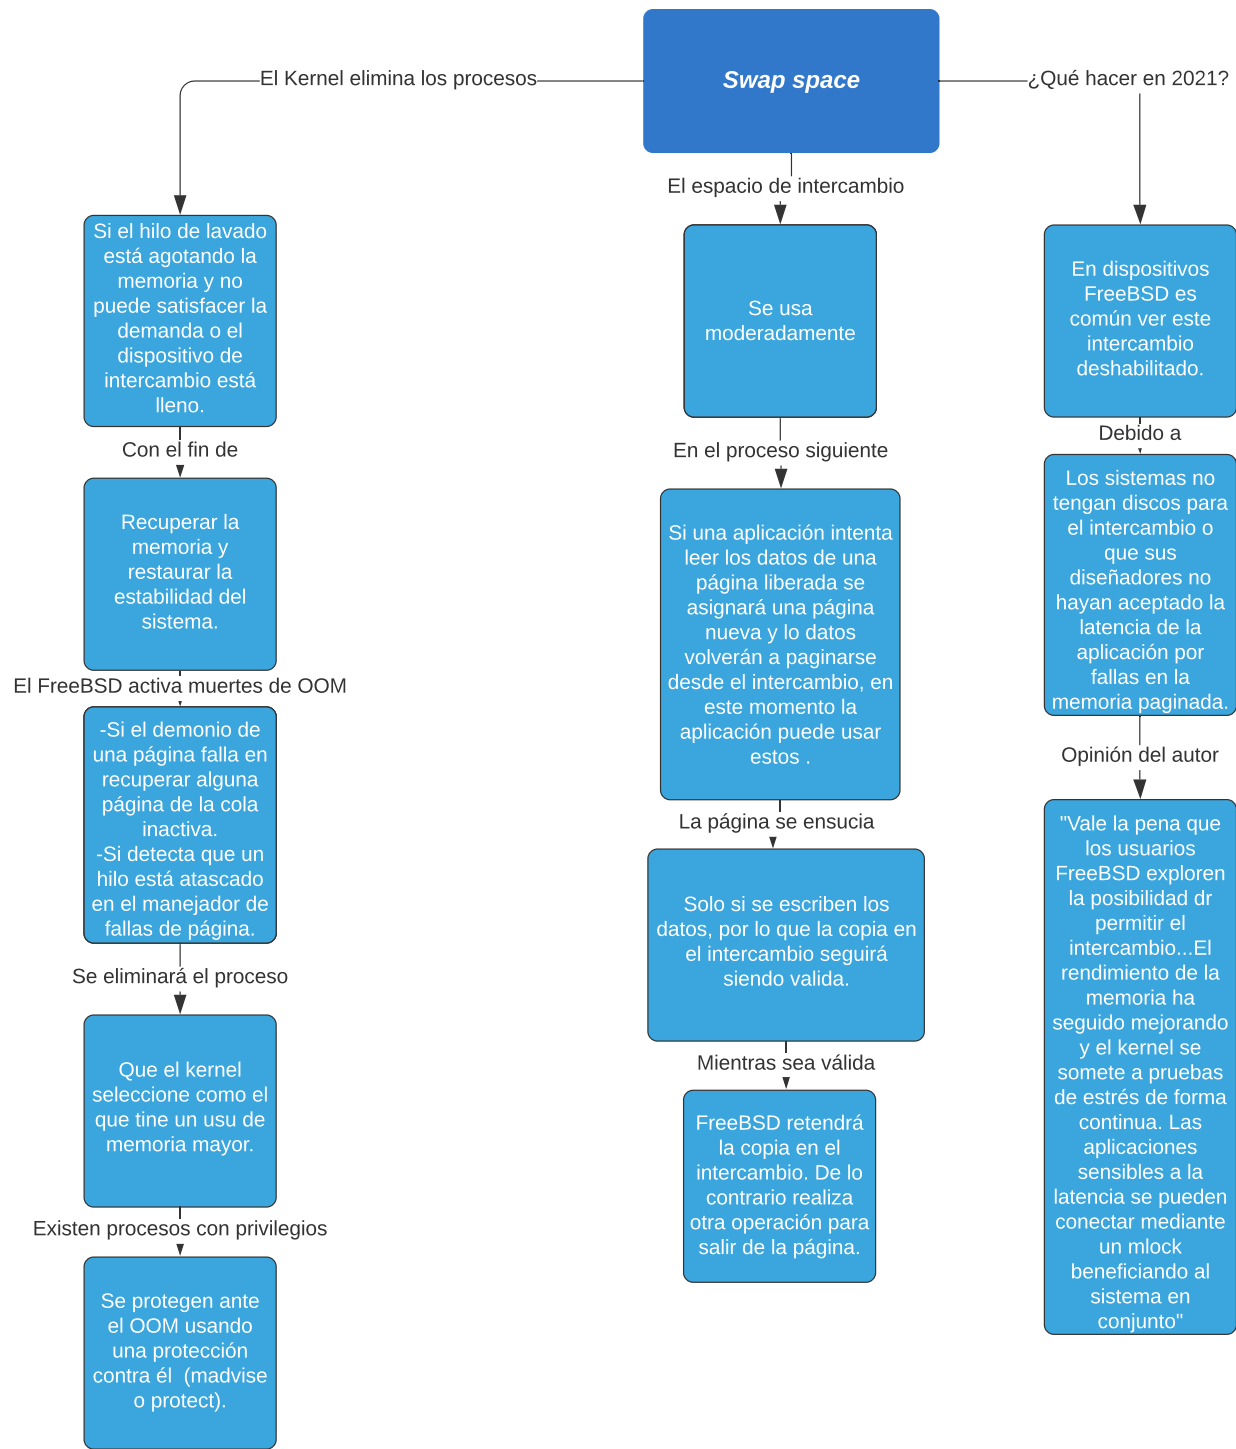 Swap space
El Kernel elimina los procesos
Si el hilo de lavado
está agotando la
memoria y no
puede satisfacer la
demanda o el
dispositivo de
intercambio está
lleno.
Con el fin de
Recuperar la
memoria y
restaurar la
estabilidad del
sistema.
El FreeBSD activa muertes de OOM
-Si el demonio de
una página falla en
recuperar alguna
página de la cola
inactiva.
-Si detecta que un
hilo está atascado
en el manejador de
fallas de página.
Se eliminará el proceso
Que el kernel
seleccione como el
que tine un usu de
memoria mayor.
Existen procesos con privilegios
Se protegen ante
el OOM usando
una protección
contra él (madvise
o protect).
El espacio de intercambio
Se usa
moderadamente
En el proceso siguiente
Si una aplicación intenta
leer los datos de una
página liberada se
asignará una página
nueva y lo datos
volverán a paginarse
desde el intercambio, en
este momento la
aplicación puede usar
estos .
La página se ensucia
Solo si se escriben los
datos, por lo que la copia en
el intercambio seguirá
siendo valida.
Mientras sea válida
FreeBSD retendrá
la copia en el
intercambio. De lo
contrario realiza
otra operación para
salir de la página.
¿Qué hacer en 2021?
En dispositivos
FreeBSD es
común ver este
intercambio
deshabilitado.
Debido a
Los sistemas no
tengan discos para
el intercambio o
que sus
diseñadores no
hayan aceptado la
latencia de la
aplicación por
fallas en la
memoria paginada.
Opinión del autor
"Vale la pena que
los usuarios
FreeBSD exploren
la posibilidad dr
permitir el
intercambio...El
rendimiento de la
memoria ha
seguido mejorando
y el kernel se
somete a pruebas
de estrés de forma
continua. Las
aplicaciones
sensibles a la
latencia se pueden
conectar mediante
un mlock
beneficiando al
sistema en
conjunto"